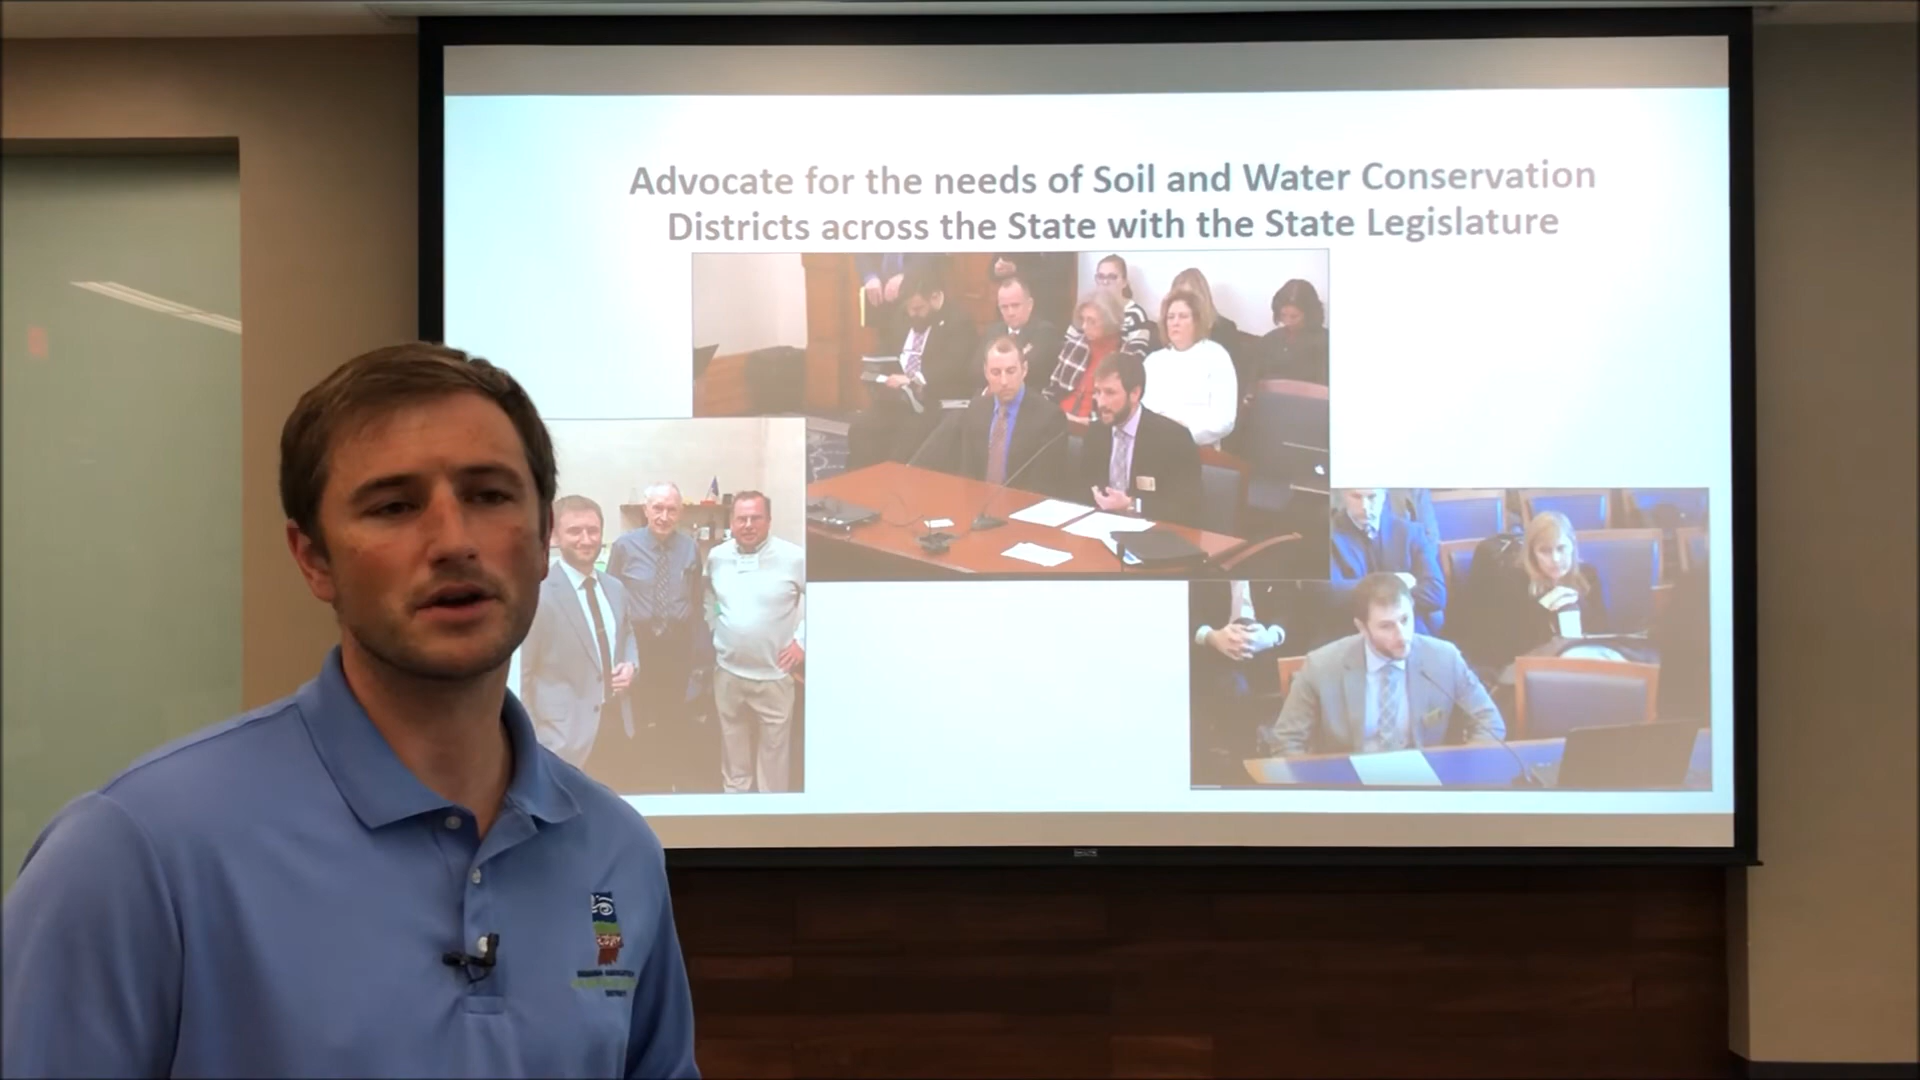 Advocate for the needs of Soil and Water Conservation
Districts across the State with the State Legislature